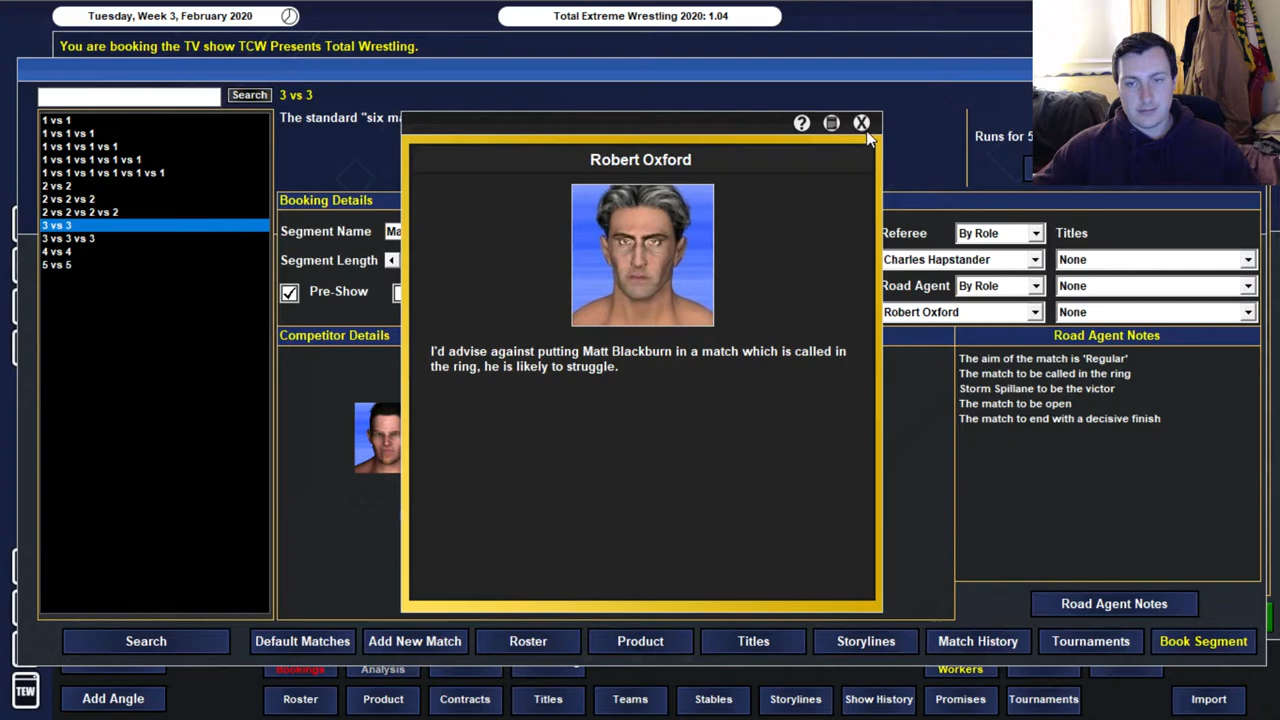 Tuesday, Week 3, February 2020
Total Extreme Wrestling 2020: 1.04
You are booking the TV show TCW Presents Total Wrestling.
Search
3 vs 3
1 vs 1
1 vs 1 vs 1
1 vs 1 vs 1 vs 1
1 vs 1 vs 1 vs 1 vs 1
1 vs 1 vs 1 vs 1 vs 1 vs 1
2 vs 2
2 vs 2 vs 2
2 vs 2 vs 2 vs 2
3 vs 3
3 vs 3 vs 3
4 vs 4
5 vs 5
The standard "six ma
Runs for 5
Robert Oxford
I'd advise against putting Matt Blackburn in a match which is called in
the ring, he is likely to struggle.
Booking Details
Segment Name
Ma
Segment Length
Pre-Show
Competitor Details
Referee
By Role
Titles
Charles Hapstander
None
Road Agent
By Role
None
Robert Oxford
None
Road Agent Notes
The aim of the match is 'Regular'
The match to be called in the ring
Storm Spillane to be the victor
The match to be open
The match to end with a decisive finish
Road Agent Notes
Search
Default Matches
Add New Match
Roster
Product
Titles
Storylines
Match History
Tournaments
Book Segment
Bookings
Analysis
Workers
TEW
Add Angle
Roster
Product
Contracts
Titles
Teams
Stables
Storylines
Show History
Promises
Tournaments
Import